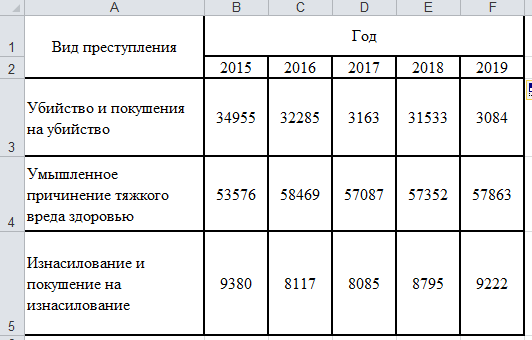 A B C D E F
1 Вид преступления Год
2 2015 2016 2017 2018 2019
Убийство и покушения
на убийство 34955 32285 3163 31533 3084
3
Умышленное
причинение тяжкого 53576 58469 57087 57352 57863
вреда здоровью
4
Изнасилование и
покушение на 9380 8117 8085 8795 9222
изнасилование
5